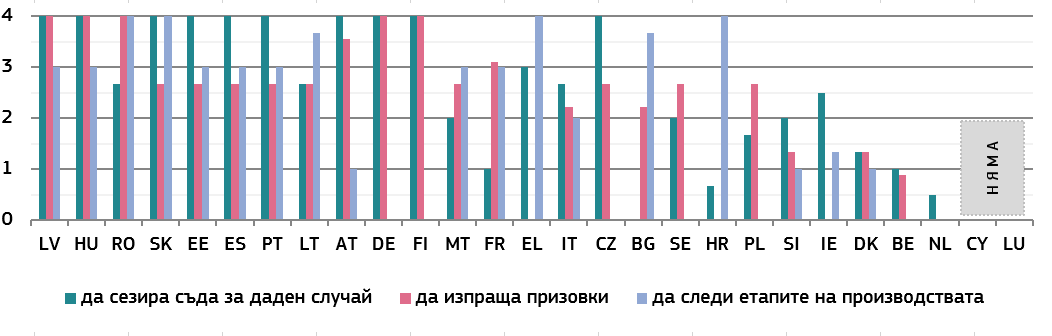 4
3
2
1
0
НЯМА
LV HU RO SK EE ES PT LT AT DE FI MT FR EL IT CZ BG SE HR PL SI IE DK BE NL CY LU
да сезира съда за даден случай да изпраща призовки да следи етапите на производствата